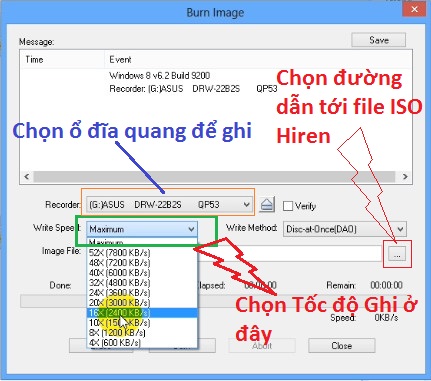 Burn Image
Message:
Save
Time Event
Windows 8 v6.2 Build 9200
Recorder: (G:)ASUS DRW-22B2S QP53
Chọn đường
dẫn tới file ISO
Hiren
Chọn ổ đĩa quang để ghi
Recorder: (G:)ASUS DRW-22B2S QP53
Verify
Write Speed: Maximum
Write Method: Disc-at-Once(DAO)
Maximum
Image File: ...
52X (7800 KB/s)
48X (7200 KB/s)
40X (6000 KB/s)
32X (4800 KB/s)
Done: Elapsed: 00:00:00 Remain: 00:00:00
24X (3600 KB/s)
20X (3000 KB/s)
16X (2400 KB/s)
Chọn Tốc độ Ghi ở
đây
10X (1500 KB/s)
Speed: 0KB/s
8X (1200 KB/s)
4X (600 KB/s)
Abort
Close